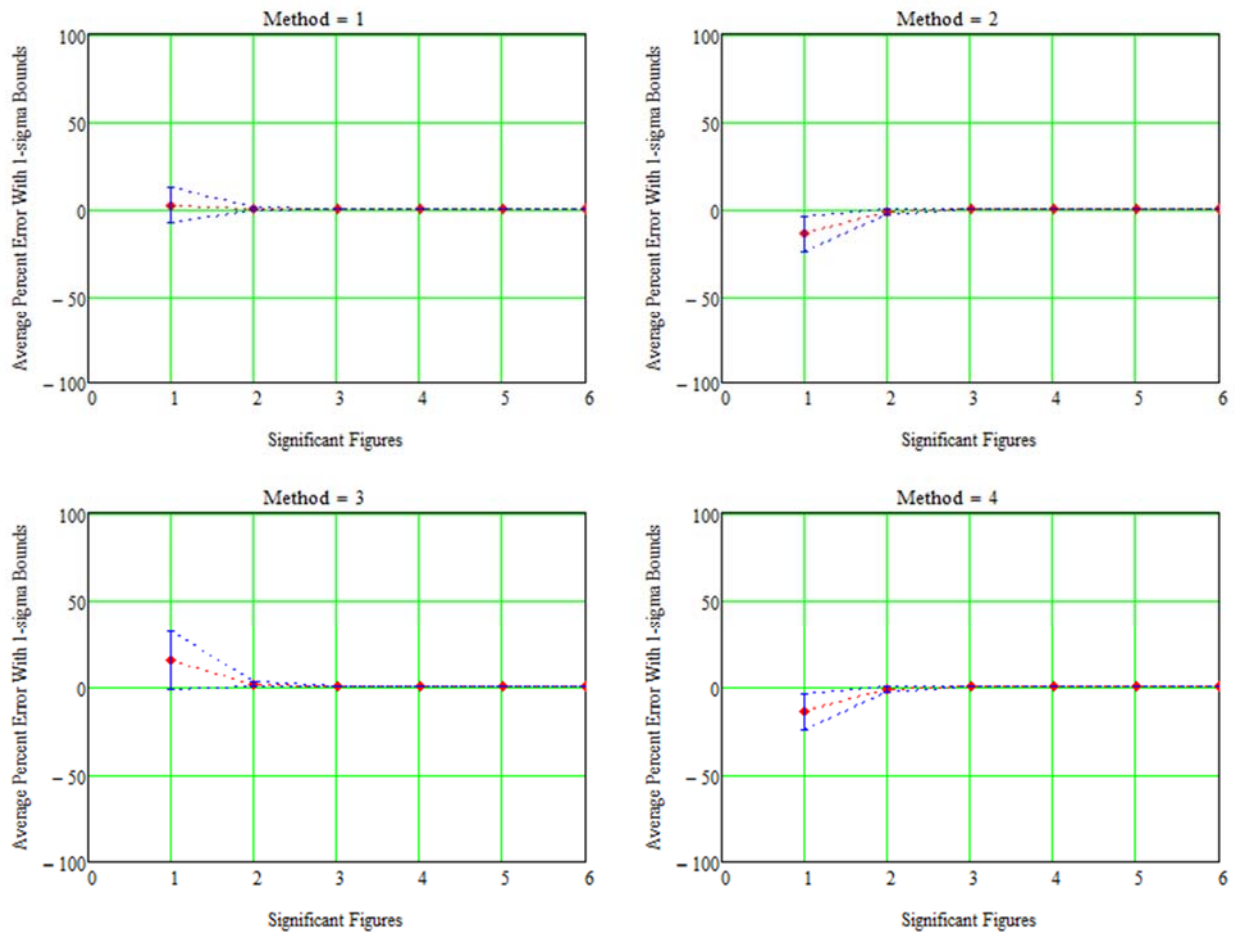 Method = 1
Average Percent Error With 1-sigma Bounds
100
50
0
– 50
– 100
0 1 2 3 4 5 6
Significant Figures
Method = 2
Average Percent Error With 1-sigma Bounds
100
50
0
– 50
– 100
0 1 2 3 4 5 6
Significant Figures
Method = 3
Average Percent Error With 1-sigma Bounds
100
50
0
– 50
– 100
0 1 2 3 4 5 6
Significant Figures
Method = 4
Average Percent Error With 1-sigma Bounds
100
50
0
– 50
– 100
0 1 2 3 4 5 6
Significant Figures